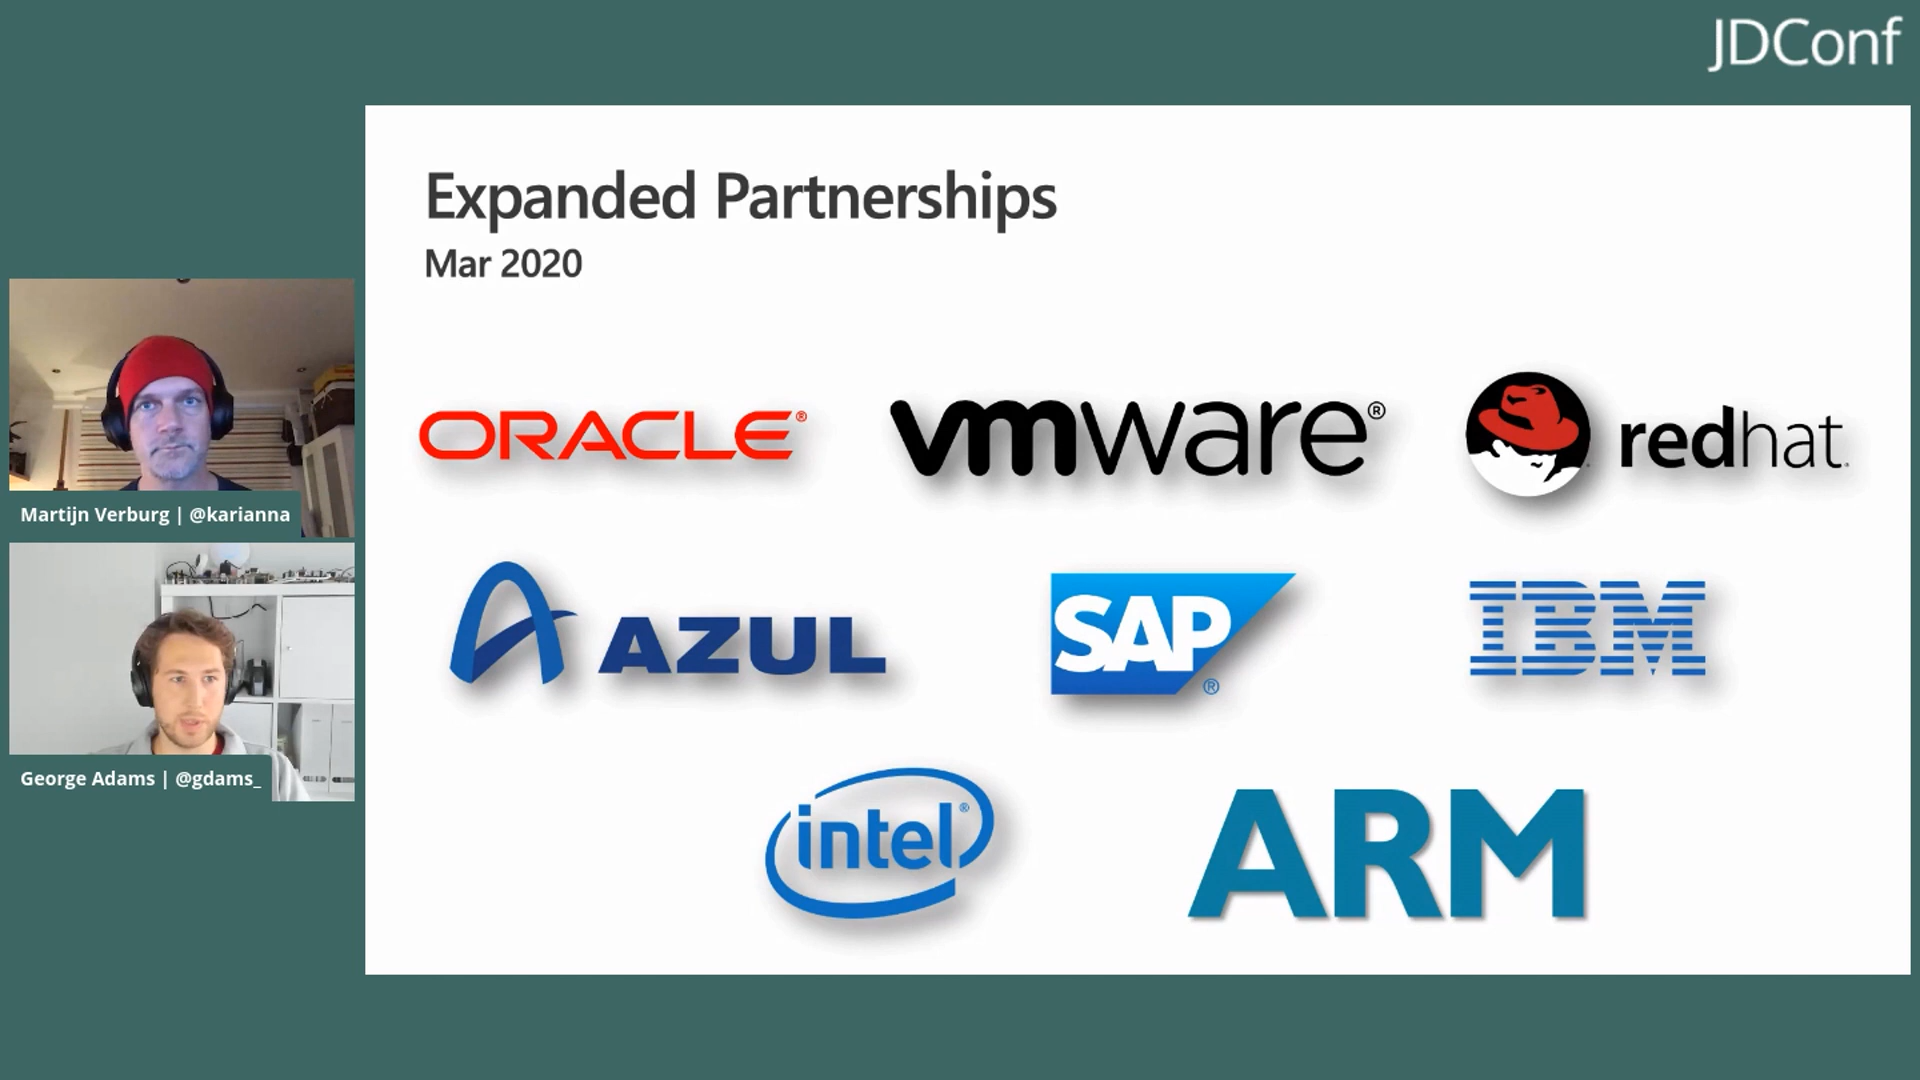 JDConf
Expanded Partnerships
Mar 2020
ORACLE®
vmware®
redhat.
AZUL
SAP®
IBM
intel®
ARM
Martijn Verburg | @karianna
George Adams | @gdams_